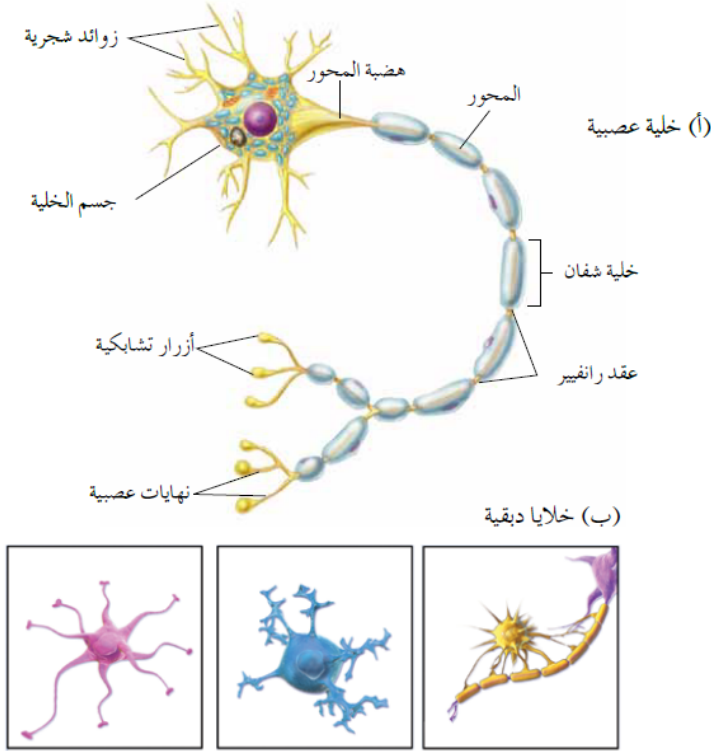 زوائد شجرية
هضبة المحور
المحور
(أ) خلية عصبية
جسم الخلية
خلية شفان
أزرار تشابكية
عقد رانفيير
نهايات عصبية
(ب) خلايا دبقية